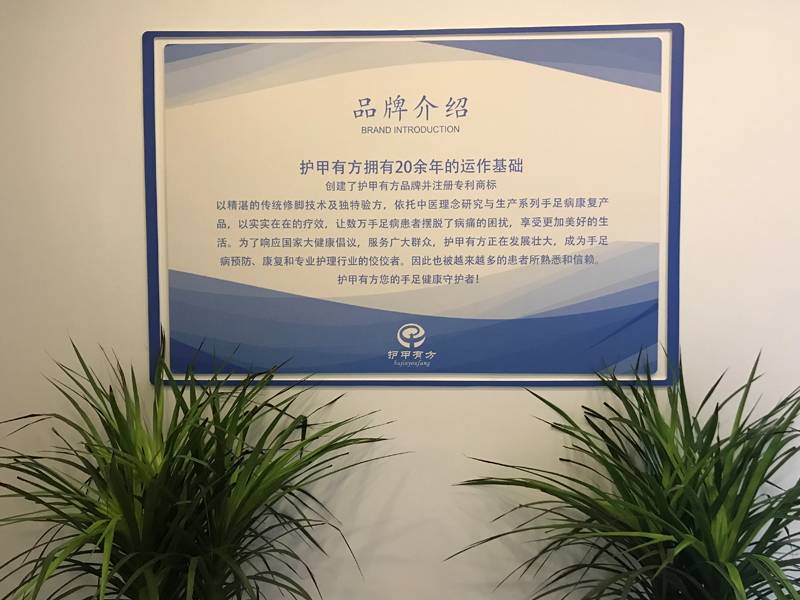 品牌介绍
BRAND INTRODUCTION
护甲有方拥有20余年的运作基础
创建了护甲有方品牌并注册专利商标
以精湛的传统修脚技术及独特验方，依托中医理念研究与生产系列手足病康复产
品，以实实在在的疗效，让数万手足病患者摆脱了病痛的困扰，享受更加美好的生
活。为了响应国家大健康倡议，服务广大群众，护甲有方正在发展壮大，成为手足
病预防、康复和专业护理行业的佼佼者。因此也被越来越多的患者所熟悉和信赖。
护甲有方您的手足健康守护者！
护甲有方
hujiayoufang